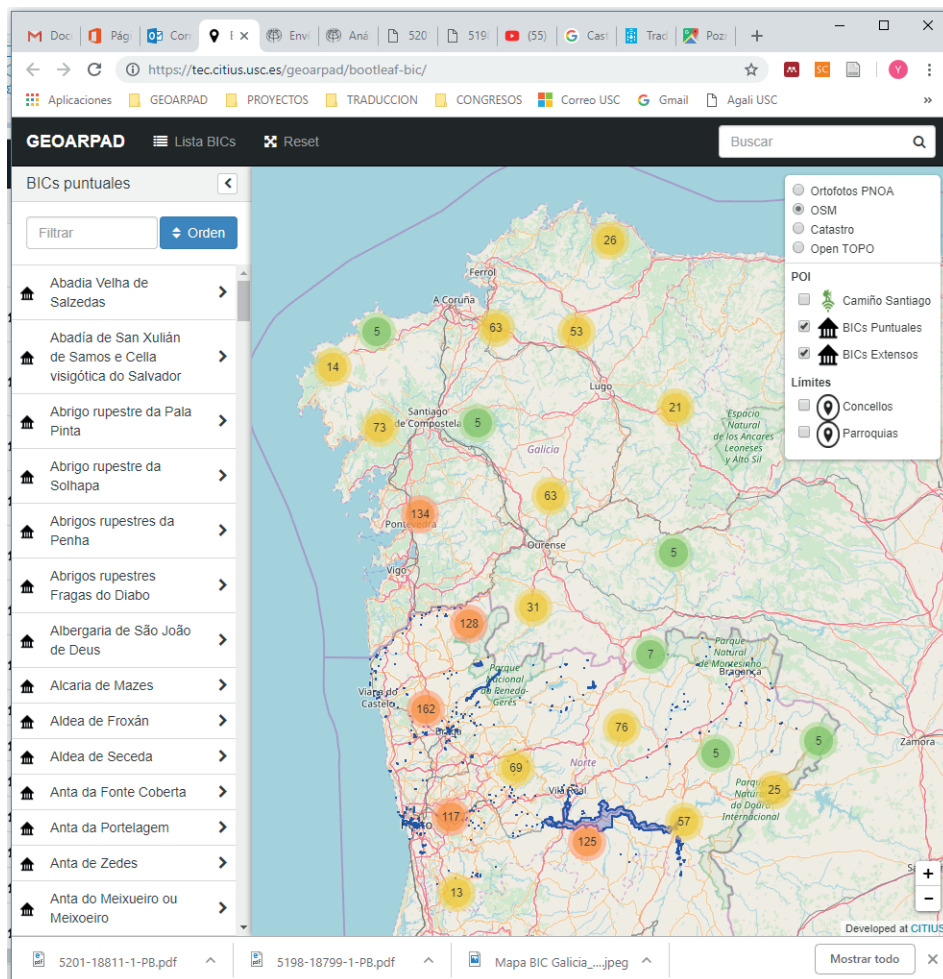 Doc
Pági
Corr
E
Envi
Aná
520
519
(55)
Cast
Trad
Pozn
https://tec.citius.usc.es/geoarpad/bootleaf-bic/
SC
Y
Aplicaciones
GEOARPAD
PROYECTOS
TRADUCCION
CONGRESOS
Correo USC
Gmail
Agali USC
»
GEOARPAD
Lista BICs
Reset
Buscar
BICs puntuales
Filtrar
Orden
Abadia Velha de
Salzedas
Abadía de San Xulián
de Samos e Cella
visigótica do Salvador
Abrigo rupestre da Pala
Pinta
Abrigo rupestre da
Solhapa
Abrigos rupestres da
Penha
Abrigos rupestres
Fragas do Diabo
Albergaria de São João
de Deus
Alcaria de Mazes
Aldea de Froxán
Aldea de Seceda
Anta da Fonte Coberta
Anta da Portelagem
Anta de Zedes
Anta do Meixueiro ou
Meixoeiro
Ortofotos PNOA
OSM
Catastro
Open TOPO
POI
Camiño Santiago
BICs Puntuales
BICs Extensos
Límites
Concellos
Parroquias
26
Ferrol
A Coruña
5
63
53
14
Lugo
21
Santiago
de Compostela
73
5
Espacio
Natural
de los Ancares
Leoneses
y Alto Sil
Galicia
63
134
Pontevedra
Ourense
5
Vigo
31
128
7
Parque
Natural
de Montesinho
Bragança
Parque
Nacional
da Peneda-
Gerês
Viana do
Castelo
162
Braga
76
5
5
Zamora
69
Norte
25
Vila Real
Parque
Natural
do Douro
Internacional
117
Porto
57
125
13
+
−
Developed at CITIUS
5201-18811-1-PB.pdf
5198-18799-1-PB.pdf
Mapa BIC Galicia_....jpeg
Mostrar todo